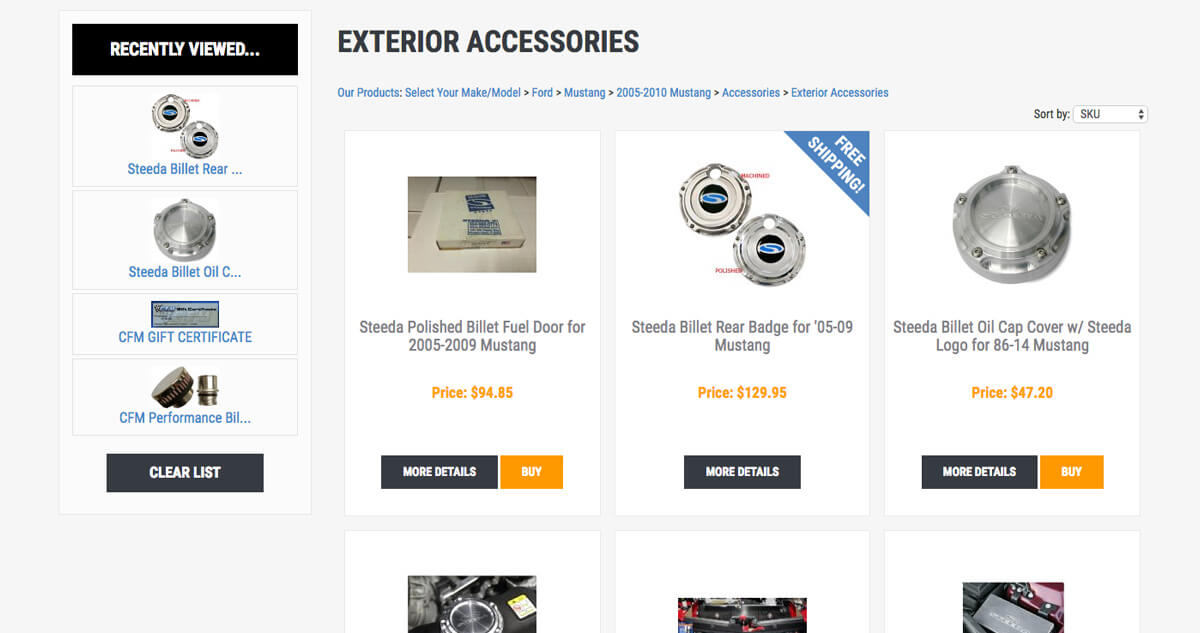 RECENTLY VIEWED...
Steeda Billet Rear ...
Steeda Billet Oil C...
CFM GIFT CERTIFICATE
CFM Performance Bil...
CLEAR LIST
EXTERIOR ACCESSORIES
Our Products: Select Your Make/Model > Ford > Mustang > 2005-2010 Mustang > Accessories > Exterior Accessories
Sort by: SKU
Steeda Polished Billet Fuel Door for
2005-2009 Mustang
Price: $94.85
MORE DETAILS
BUY
FREE
SHIPPING!
MACHINED
POLISHED
Steeda Billet Rear Badge for '05-09
Mustang
Price: $129.95
MORE DETAILS
Steeda Billet Oil Cap Cover w/ Steeda
Logo for 86-14 Mustang
Price: $47.20
MORE DETAILS
BUY